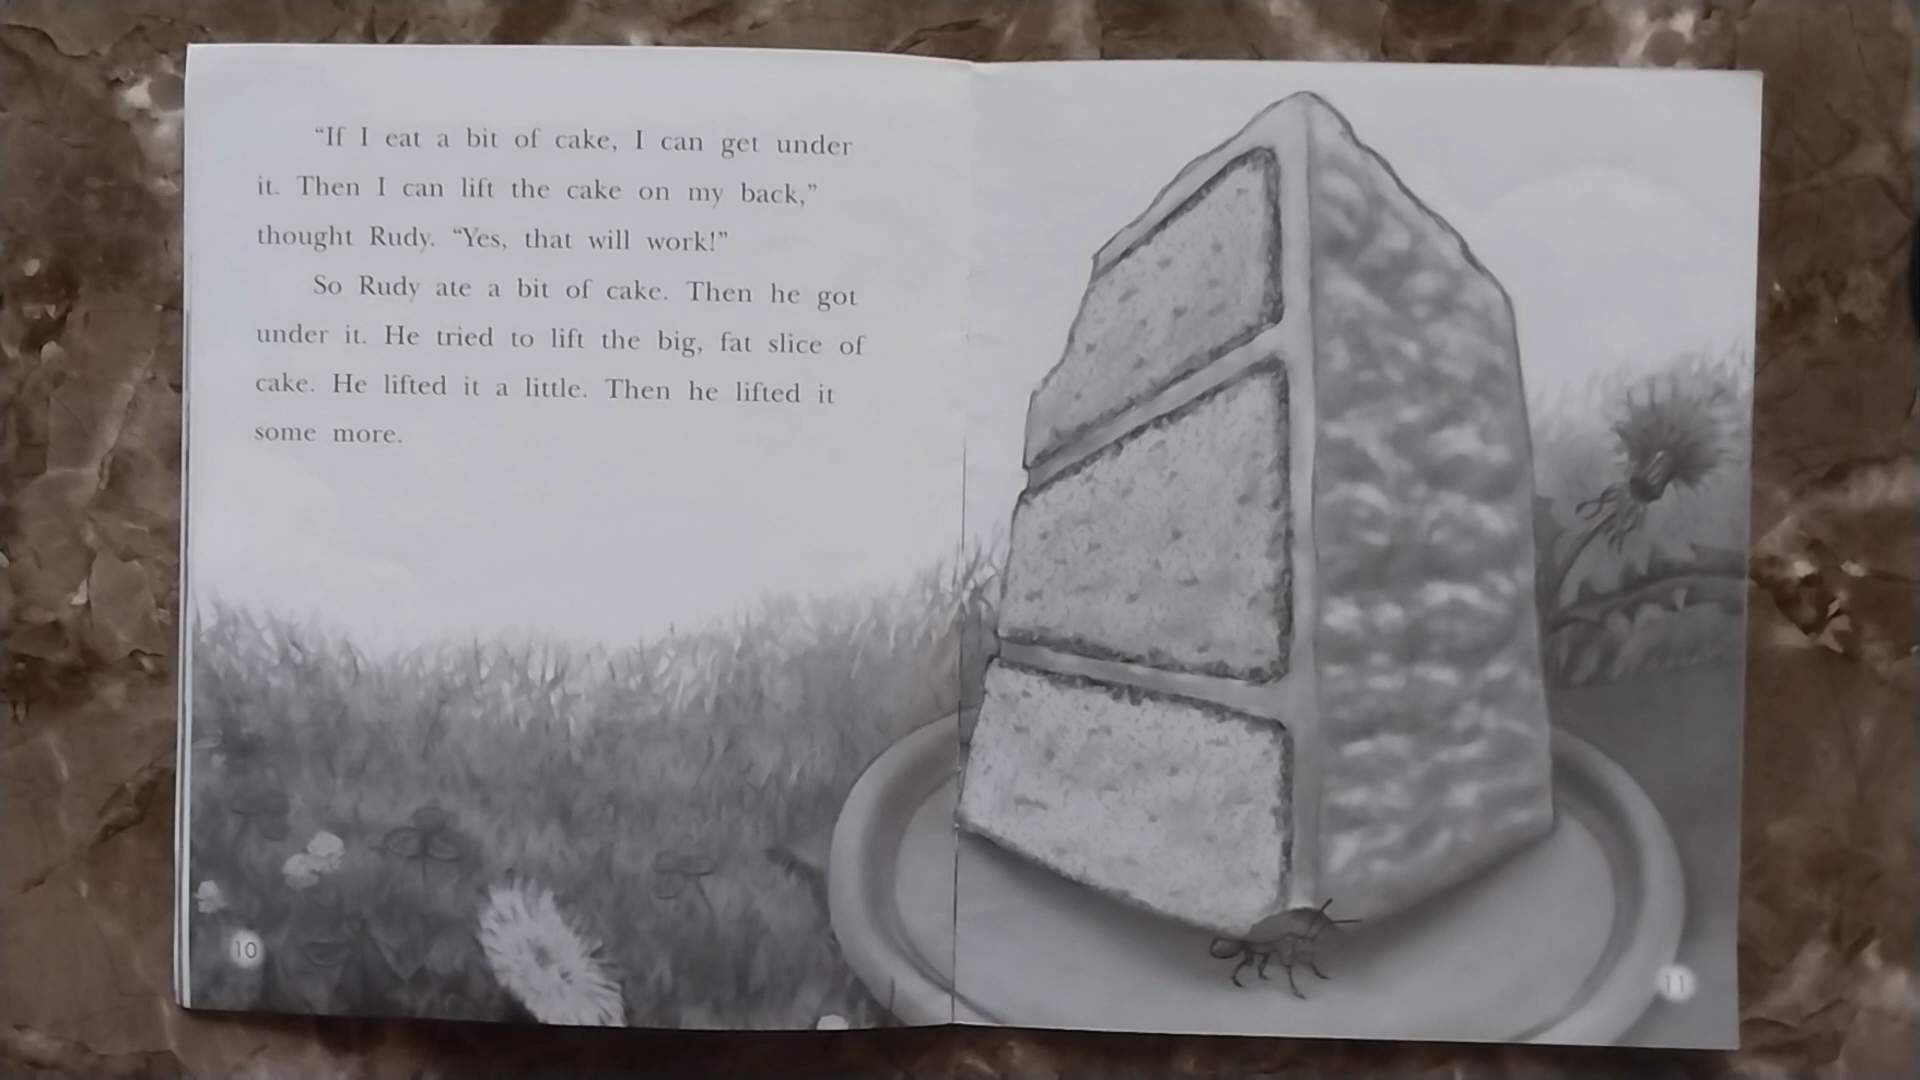 “If I eat a bit of cake, I can get under
it. Then I can lift the cake on my back,”
thought Rudy. “Yes, that will work!”
So Rudy ate a bit of cake. Then he got
under it. He tried to lift the big, fat slice of
cake. He lifted it a little. Then he lifted it
some more.
10
11